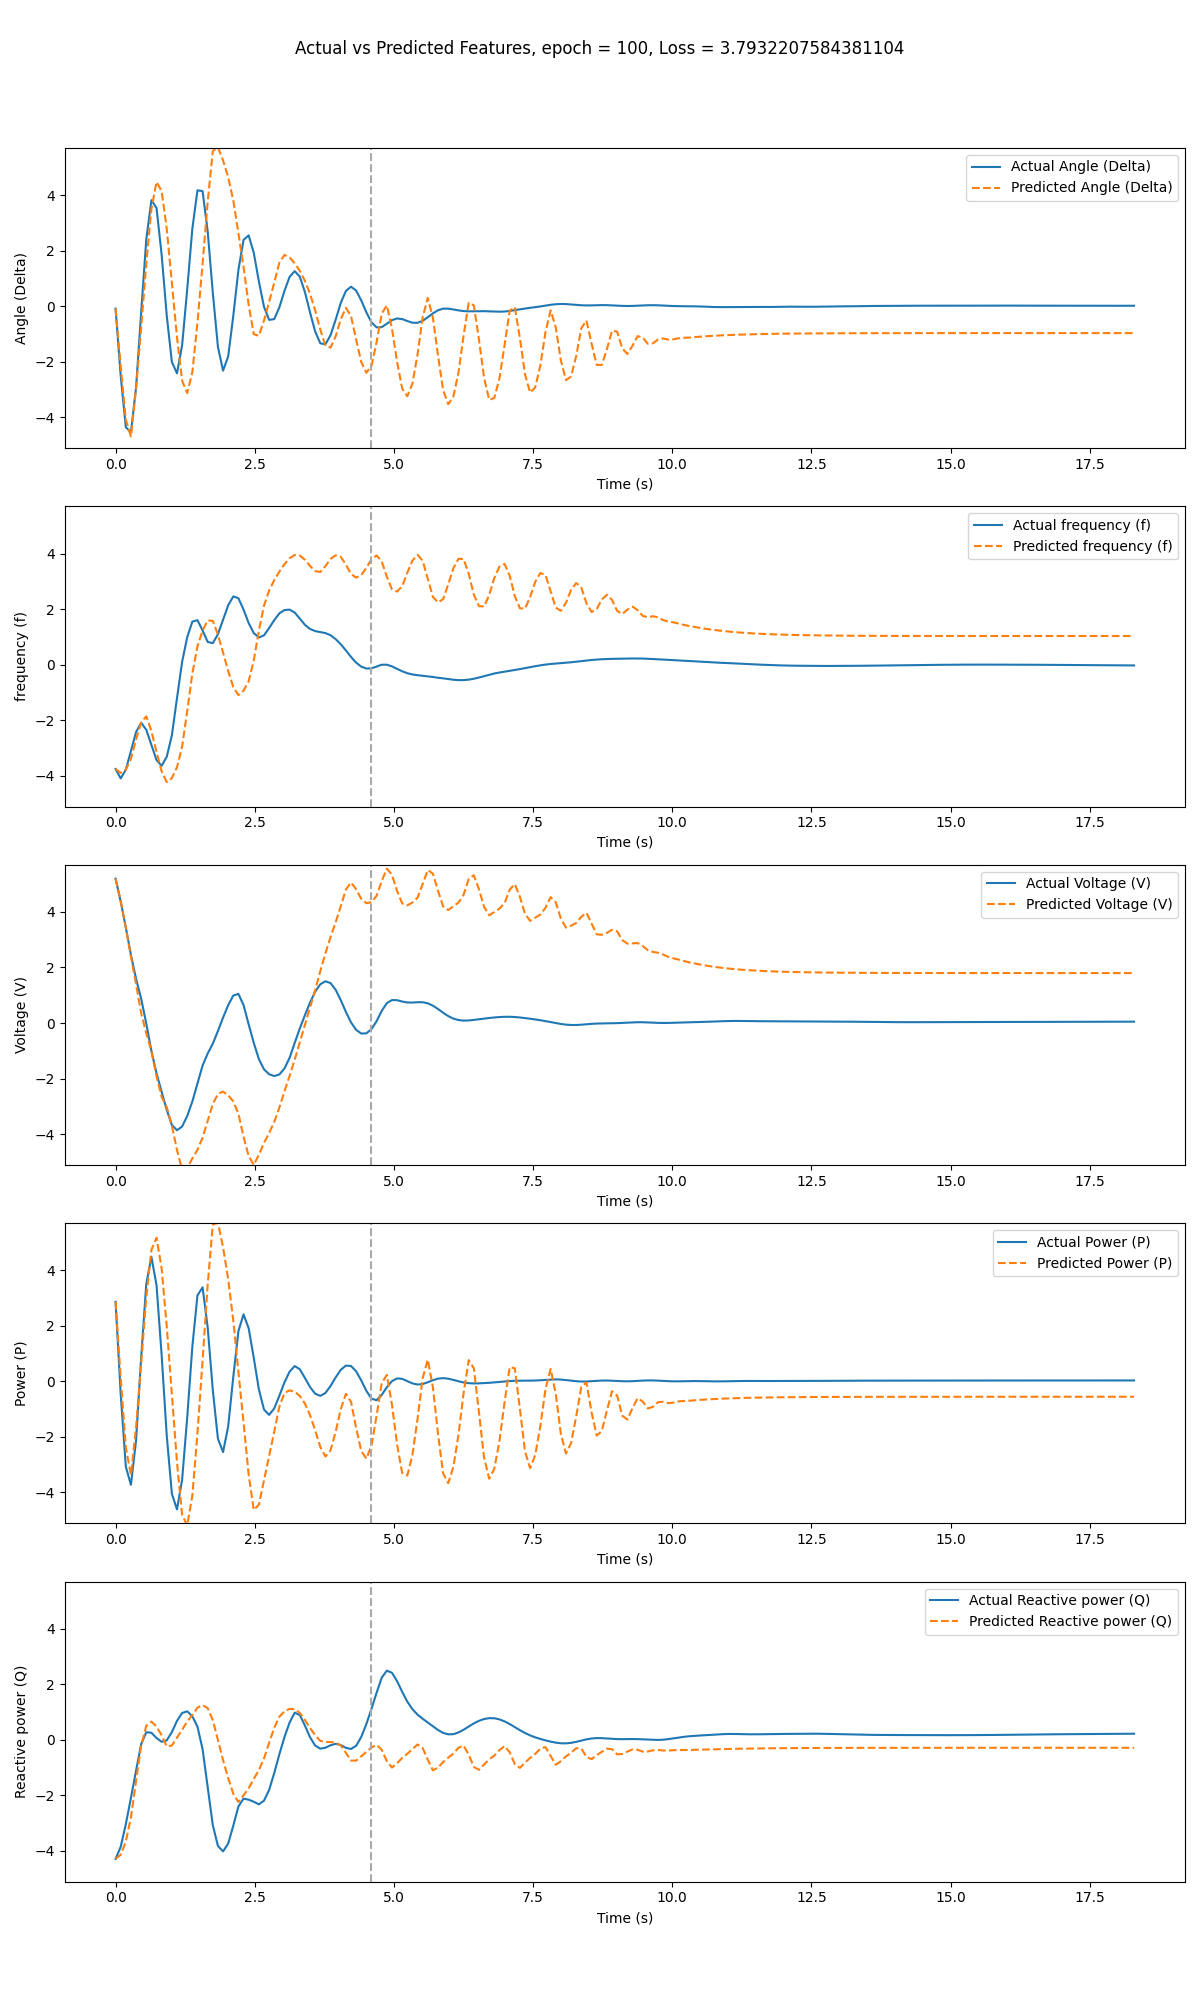 Actual vs Predicted Features, epoch = 100, Loss = 3.7932207584381104
Actual Angle (Delta)
Predicted Angle (Delta)
Angle (Delta)
4
2
0
−2
−4
0.0 2.5 5.0 7.5 10.0 12.5 15.0 17.5
Time (s)
Actual frequency (f)
Predicted frequency (f)
frequency (f)
4
2
0
−2
−4
0.0 2.5 5.0 7.5 10.0 12.5 15.0 17.5
Time (s)
Actual Voltage (V)
Predicted Voltage (V)
Voltage (V)
4
2
0
−2
−4
0.0 2.5 5.0 7.5 10.0 12.5 15.0 17.5
Time (s)
Actual Power (P)
Predicted Power (P)
Power (P)
4
2
0
−2
−4
0.0 2.5 5.0 7.5 10.0 12.5 15.0 17.5
Time (s)
Actual Reactive power (Q)
Predicted Reactive power (Q)
Reactive power (Q)
4
2
0
−2
−4
0.0 2.5 5.0 7.5 10.0 12.5 15.0 17.5
Time (s)